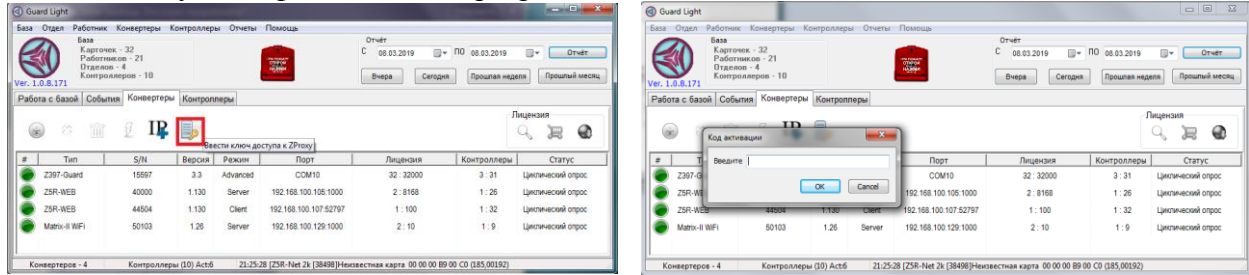 Guard Light
База Отдел Работник Конвертеры Контроллеры Отчеты Помощь
База
Карточек - 32
Работников - 21
Отделов - 4
Контроллеров - 10
Ver. 1.0.8.171
Отчёт
С 08.03.2019 ПО 08.03.2019 Отчёт
Вчера Сегодня Прошлая неделя Прошлый месяц
Работа с базой События Конвертеры Контроллеры
Лицензия
IP
Ввести ключ доступа к ZProxy
# Тип S/N Версия Режим Порт Лицензия Контроллеры Статус
Z397-Guard 15597 3.3 Advanced COM10 32 : 32000 3 : 31 Циклический опрос
Z5R-WEB 40000 1.130 Server 192.168.100.105:1000 2 : 8168 1 : 26 Циклический опрос
Z5R-WEB 44504 1.130 Client 192.168.100.107:52797 1 : 100 1 : 32 Циклический опрос
Matrix-II WiFi 50103 1.26 Server 192.168.100.129:1000 2 : 10 1 : 9 Циклический опрос
Конвертеров - 4 Контроллеры (10) Act:6 21:25:28 [Z5R-Net 2k [38498]Неизвестная карта 00 00 00 B9 00 C0 (185,00192)
Guard Light
База Отдел Работник Конвертеры Контроллеры Отчеты Помощь
База
Карточек - 32
Работников - 21
Отделов - 4
Контроллеров - 10
Ver. 1.0.8.171
Отчёт
С 08.03.2019 ПО 08.03.2019 Отчёт
Вчера Сегодня Прошлая неделя Прошлый месяц
Работа с базой События Конвертеры Контроллеры
Лицензия
Код активации
Введите
OK Cancel
# Порт Лицензия Контроллеры Статус
Z397-G COM10 32 : 32000 3 : 31 Циклический опрос
Z5R-WE 192.168.100.105:1000 2 : 8168 1 : 26 Циклический опрос
Z5R-WEB 44504 1.130 Client 192.168.100.107:52797 1 : 100 1 : 32 Циклический опрос
Matrix-II WiFi 50103 1.26 Server 192.168.100.129:1000 2 : 10 1 : 9 Циклический опрос
Конвертеров - 4 Контроллеры (10) Act:6 21:25:28 [Z5R-Net 2k [38498]Неизвестная карта 00 00 00 B9 00 C0 (185,00192)